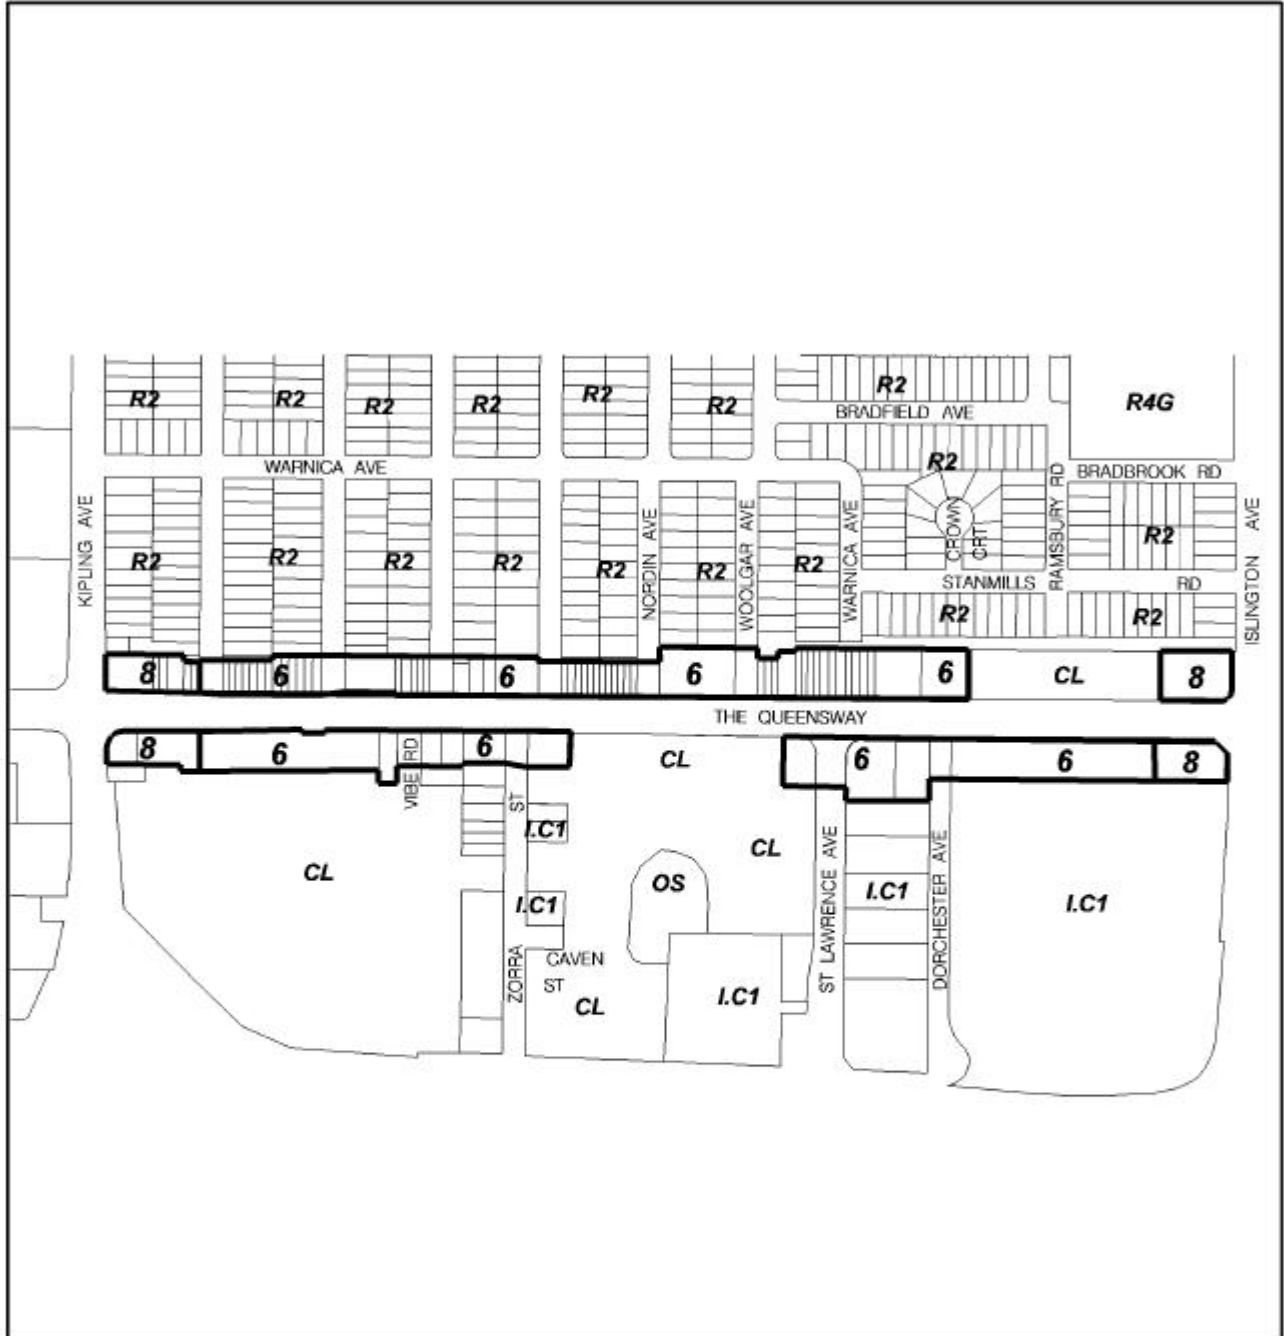 R2
R2
R2
R2
R2
R2
R2
R4G
BRADFIELD AVE
WARNICA AVE
R2
BRADBROOK RD
KIPLING AVE
NORDIN AVE
WOOLGAR AVE
WARNICA AVE
CROWN
CRT
RAMSBURY RD
ISLINGTON AVE
R2
R2
R2
R2
R2
R2
R2
R2
R2
STANMILLS RD
R2
R2
8
6
6
6
6
CL
8
THE QUEENSWAY
8
6
VIBE RD
6
CL
6
6
8
ZORRA ST
I.C1
CL
CL
OS
I.C1
I.C1
I.C1
ST LAWRENCE AVE
DORCHESTER AVE
CAVEN
ST
CL
I.C1